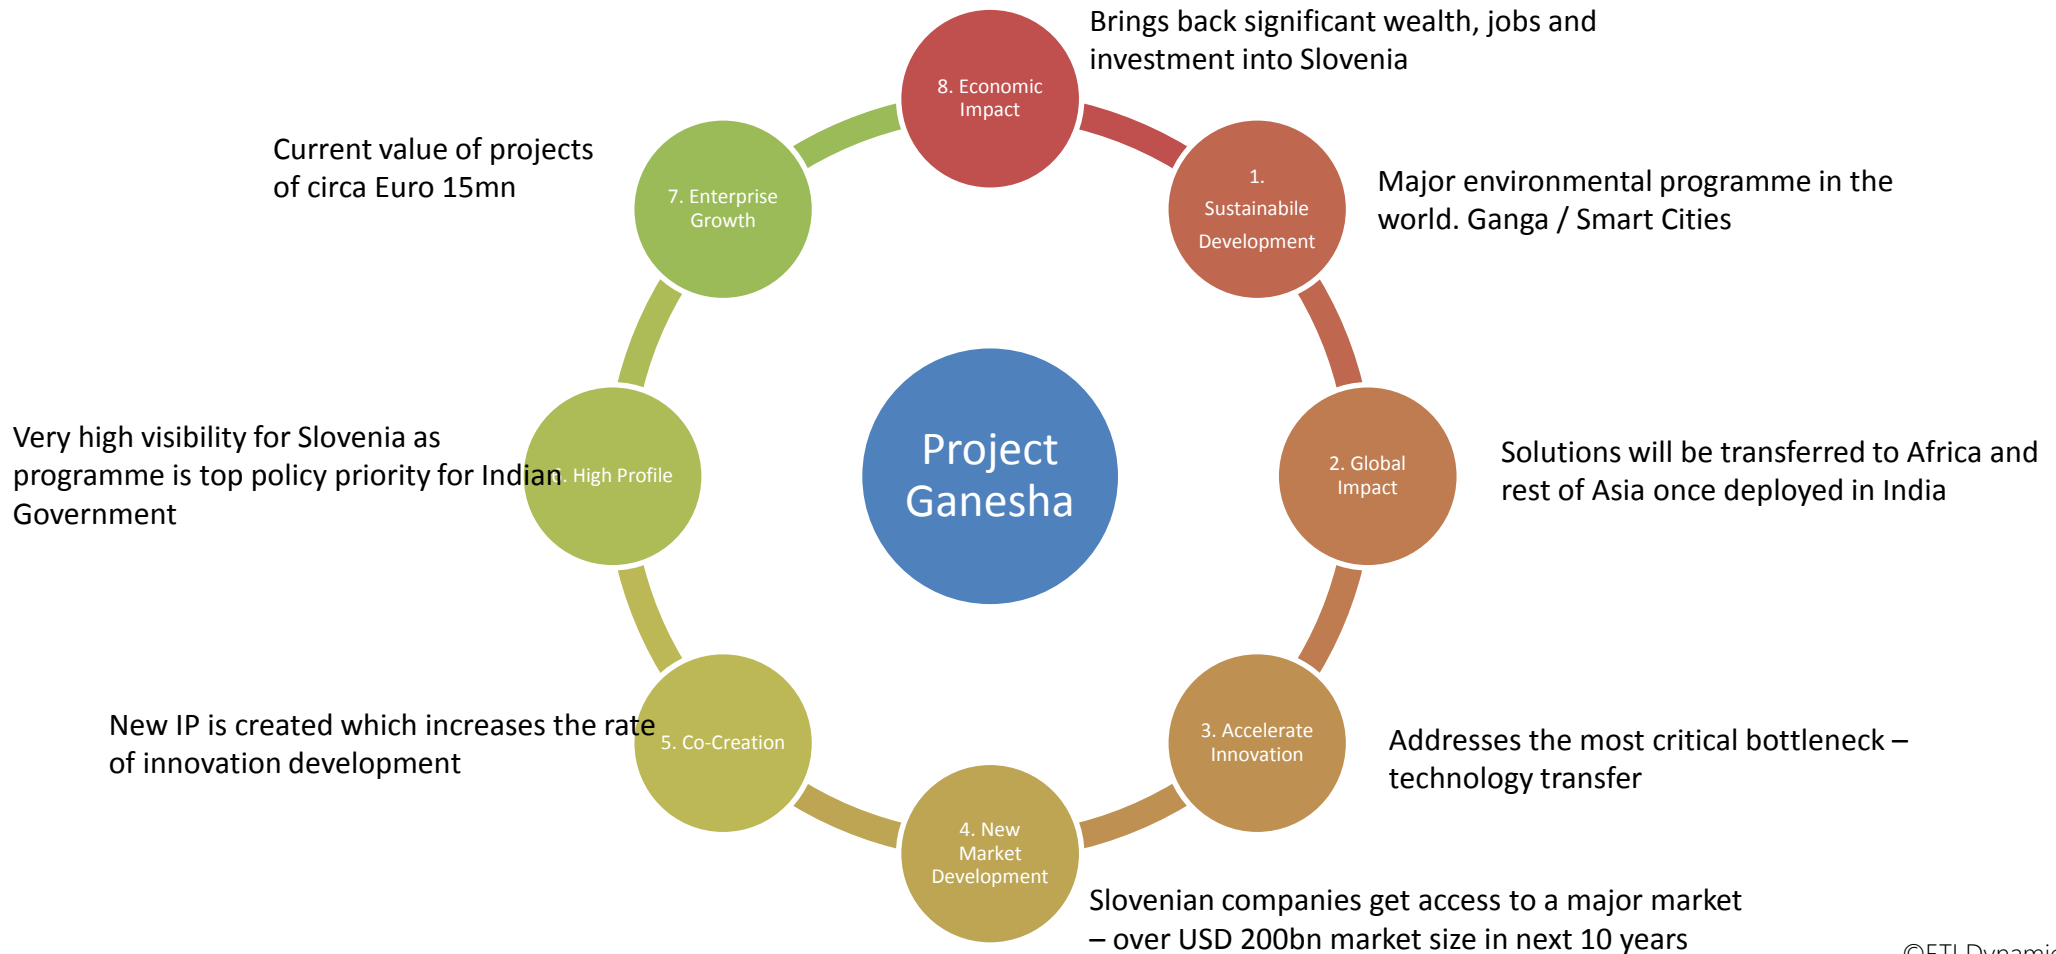 Brings back significant wealth, jobs and
investment into Slovenia
8. Economic
Impact
Current value of projects
of circa Euro 15mn
7. Enterprise
Growth
1.
Sustainabile
Development
Major environmental programme in the
world. Ganga / Smart Cities
Project
Ganesha
Very high visibility for Slovenia as
programme is top policy priority for Indian
Government
6. High Profile
2. Global
Impact
Solutions will be transferred to Africa and
rest of Asia once deployed in India
New IP is created which increases the rate
of innovation development
5. Co-Creation
3. Accelerate
Innovation
Addresses the most critical bottleneck –
technology transfer
4. New
Market
Development
Slovenian companies get access to a major market
– over USD 200bn market size in next 10 years